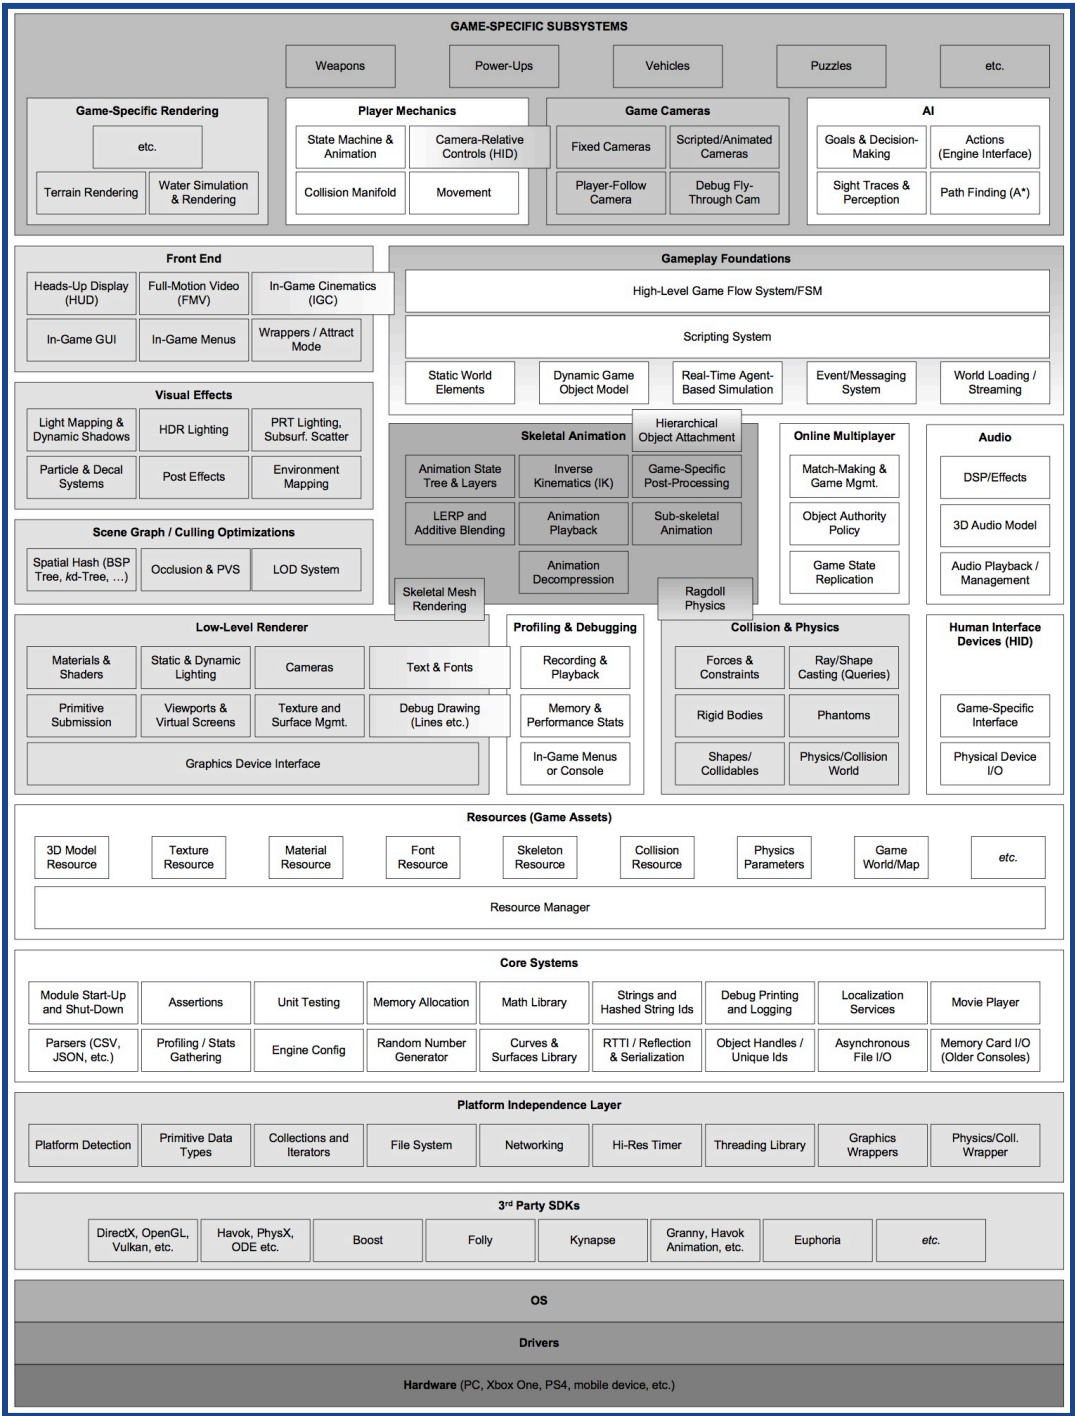 GAME-SPECIFIC SUBSYSTEMS
Weapons
Power-Ups
Vehicles
Puzzles
etc.
Game-Specific Rendering
etc.
Terrain Rendering
Water Simulation
& Rendering
Player Mechanics
State Machine &
Animation
Camera-Relative
Controls (HID)
Collision Manifold
Movement
Game Cameras
Fixed Cameras
Scripted/Animated
Cameras
Player-Follow
Camera
Debug Fly-
Through Cam
AI
Goals & Decision-
Making
Actions
(Engine Interface)
Sight Traces &
Perception
Path Finding (A*)
Front End
Heads-Up Display
(HUD)
Full-Motion Video
(FMV)
In-Game Cinematics
(IGC)
In-Game GUI
In-Game Menus
Wrappers / Attract
Mode
Gameplay Foundations
High-Level Game Flow System/FSM
Scripting System
Static World
Elements
Dynamic Game
Object Model
Real-Time Agent-
Based Simulation
Event/Messaging
System
World Loading /
Streaming
Hierarchical
Object Attachment
Visual Effects
Light Mapping &
Dynamic Shadows
HDR Lighting
PRT Lighting,
Subsurf. Scatter
Particle & Decal
Systems
Post Effects
Environment
Mapping
Skeletal Animation
Animation State
Tree & Layers
Inverse
Kinematics (IK)
Game-Specific
Post-Processing
LERP and
Additive Blending
Animation
Playback
Sub-skeletal
Animation
Animation
Decompression
Online Multiplayer
Match-Making &
Game Mgmt.
Object Authority
Policy
Game State
Replication
Audio
DSP/Effects
3D Audio Model
Audio Playback /
Management
Scene Graph / Culling Optimizations
Spatial Hash (BSP
Tree, kd-Tree, …)
Occlusion & PVS
LOD System
Skeletal Mesh
Rendering
Ragdoll
Physics
Low-Level Renderer
Materials &
Shaders
Static & Dynamic
Lighting
Cameras
Text & Fonts
Primitive
Submission
Viewports &
Virtual Screens
Texture and
Surface Mgmt.
Debug Drawing
(Lines etc.)
Graphics Device Interface
Profiling & Debugging
Recording &
Playback
Memory &
Performance Stats
In-Game Menus
or Console
Collision & Physics
Forces &
Constraints
Ray/Shape
Casting (Queries)
Rigid Bodies
Phantoms
Shapes/
Collidables
Physics/Collision
World
Human Interface
Devices (HID)
Game-Specific
Interface
Physical Device
I/O
Resources (Game Assets)
3D Model
Resource
Texture
Resource
Material
Resource
Font
Resource
Skeleton
Resource
Collision
Resource
Physics
Parameters
Game
World/Map
etc.
Resource Manager
Core Systems
Module Start-Up
and Shut-Down
Assertions
Unit Testing
Memory Allocation
Math Library
Strings and
Hashed String Ids
Debug Printing
and Logging
Localization
Services
Movie Player
Parsers (CSV,
JSON, etc.)
Profiling / Stats
Gathering
Engine Config
Random Number
Generator
Curves &
Surfaces Library
RTTI / Reflection
& Serialization
Object Handles /
Unique Ids
Asynchronous
File I/O
Memory Card I/O
(Older Consoles)
Platform Independence Layer
Platform Detection
Primitive Data
Types
Collections and
Iterators
File System
Networking
Hi-Res Timer
Threading Library
Graphics
Wrappers
Physics/Coll.
Wrapper
3rd Party SDKs
DirectX, OpenGL,
Vulkan, etc.
Havok, PhysX,
ODE etc.
Boost
Folly
Kynapse
Granny, Havok
Animation, etc.
Euphoria
etc.
OS
Drivers
Hardware (PC, Xbox One, PS4, mobile device, etc.)